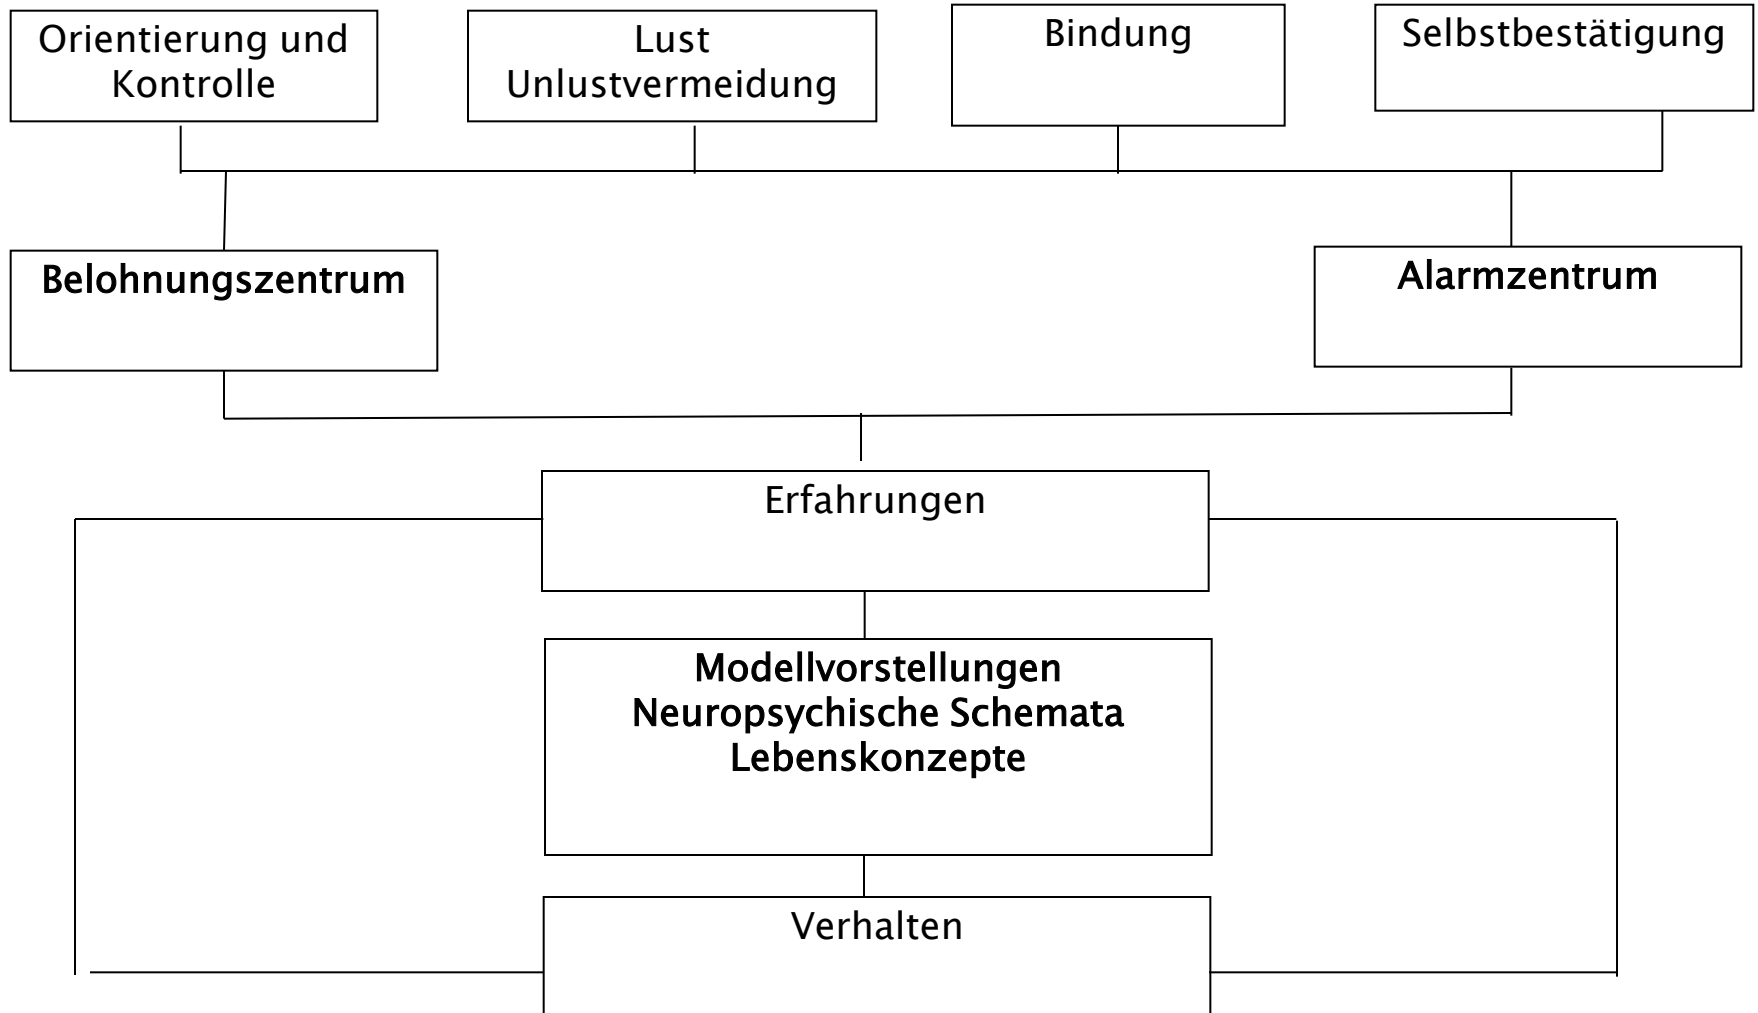 Orientierung und
Kontrolle
Lust
Unlustvermeidung
Bindung
Selbstbestätigung
Belohnungszentrum
Alarmzentrum
Erfahrungen
Modellvorstellungen
Neuropsychische Schemata
Lebenskonzepte
Verhalten